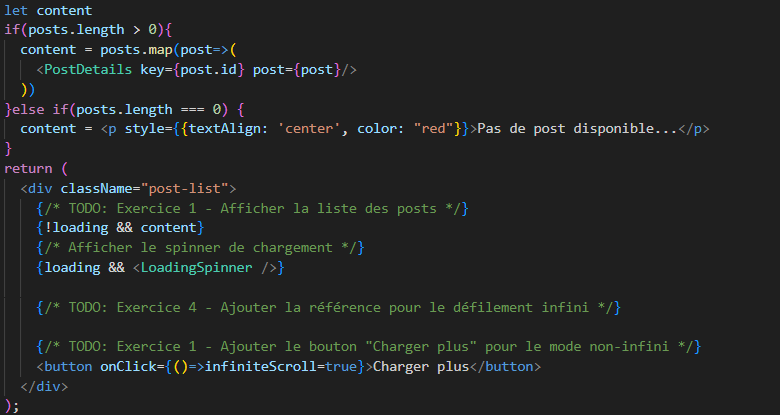 let content
if(posts.length > 0){
content = posts.map(post=>(
<PostDetails key={post.id} post={post}/>
))
}else if(posts.length === 0) {
content = <p style={{textAlign: 'center', color: "red"}}>Pas de post disponible...</p>
}
return (
<div className="post-list">
{/* TODO: Exercice 1 - Afficher la liste des posts */}
{!loading && content}
{/* Afficher le spinner de chargement */}
{loading && <LoadingSpinner />}
{/* TODO: Exercice 4 - Ajouter la référence pour le défilement infini */}
{/* TODO: Exercice 1 - Ajouter le bouton "Charger plus" pour le mode non-infini */}
<button onClick={()=>infiniteScroll=true}>Charger plus</button>
</div>
);